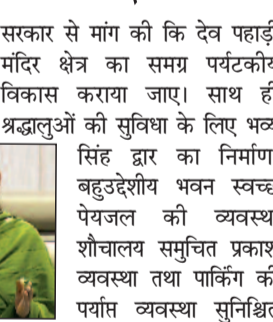 सरकार से मांग की कि देव पहाड़ी
मंदिर क्षेत्र का समग्र पर्यटकीय
विकास कराया जाए। साथ ही
श्रद्धालुओं की सुविधा के लिए भव्य
सिंह द्वार का निर्माण
बहुउद्देशीय भवन स्वच्छ
पेयजल की व्यवस्था
शौचालय समुचित प्रकाश
व्यवस्था तथा पार्किंग की
पर्याप्त व्यवस्था सुनिश्चित